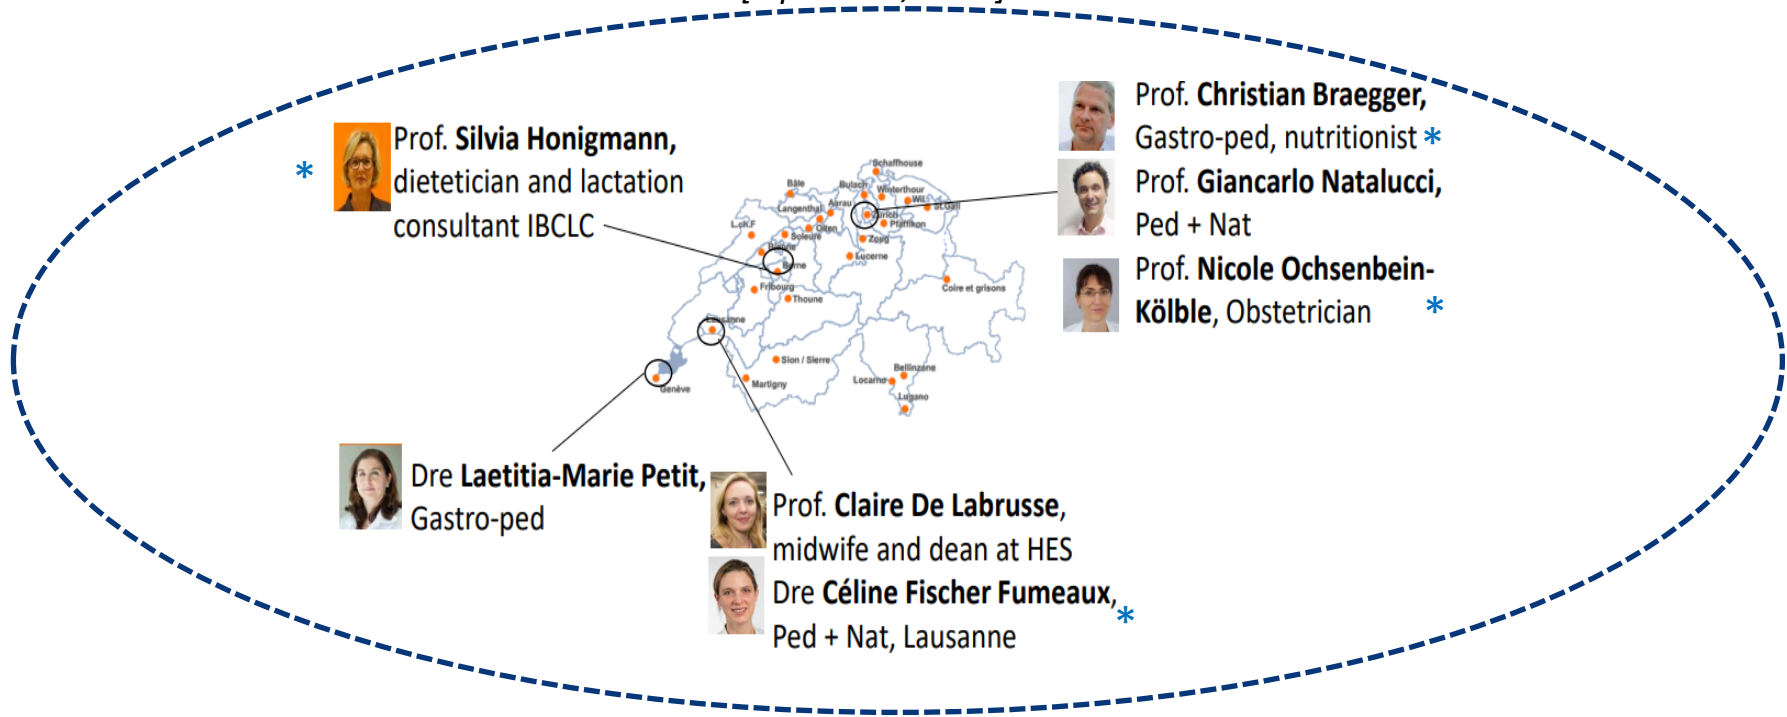 Prof. Silvia Honigmann,
* dietetician and lactation
consultant IBCLC
Prof. Christian Braegger,
Gastro-ped, nutritionist *
Prof. Giancarlo Natalucci,
Ped + Nat
Prof. Nicole Ochsenbein-
Kölble, Obstetrician *
Schaffhouse
Bâle
Bulach
Winterthour
Wil
St.Gall
Aarau
Langenthal
Zürich
Pfäffikon
Olten
L.cH.F
Soleure
Zoug
Bienne
Berne
Lucerne
Fribourg
Thoune
Coire et grisons
Lausanne
Sion / Sierre
Martigny
Bellinzone
Locarno
Lugano
Genève
Dre Laetitia-Marie Petit,
Gastro-ped
Prof. Claire De Labrusse,
midwife and dean at HES
Dre Céline Fischer Fumeaux, *
Ped + Nat, Lausanne